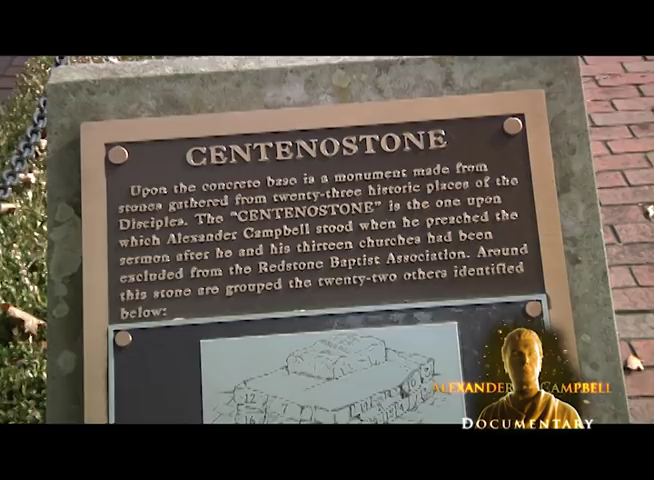 CENTENOSTONE
Upon the concrete base is a monument made from
stones gathered from twenty-three historic places of the
Disciples. The "CENTENOSTONE" is the one upon
which Alexander Campbell stood when he preached the
sermon after he and his thirteen churches had been
excluded from the Redstone Baptist Association. Around
this stone are grouped the twenty-two others identified
below:
12 7
16
ALEXANDER CAMPBELL
DOCUMENTARY